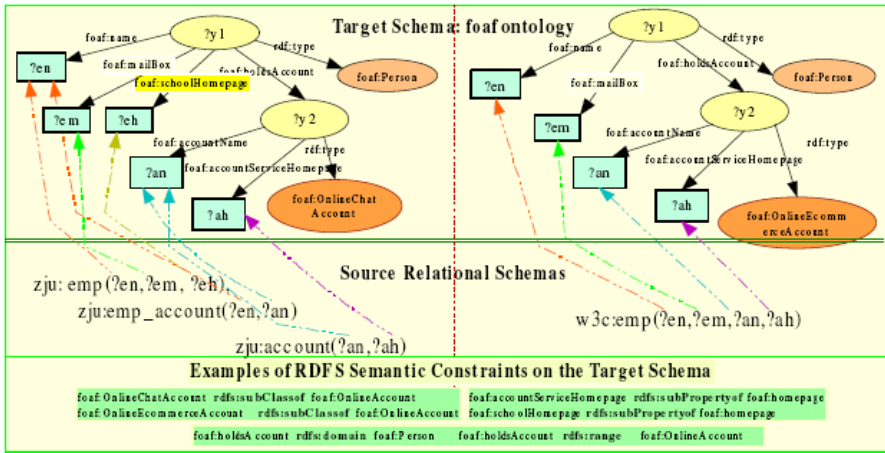 Target Schema: foaf ontology
?y1
foaf:name
rdf:type
?en
foaf:mailBox
foaf:holdsAccount
foaf:schoolHomepage
foaf:Person
?em
?eh
?y2
foaf:accountName
rdf:type
foaf:accountServiceHomepage
?an
?ah
foaf:OnlineChat
Account
?y1
foaf:name
rdf:type
?en
foaf:mailBox
foaf:holdsAccount
foaf:Person
?em
?y2
foaf:accountName
rdf:type
foaf:accountServiceHomepage
?an
?ah
foaf:OnlineEcomm
erceAccount
Source Relational Schemas
zju: emp(?en,?em, ?eh),
zju:emp_account(?en,?an)
zju:account(?an,?ah)
w3c:emp(?en,?em,?an,?ah)
Examples of RDFS Semantic Constraints on the Target Schema
foaf:OnlineChatAccount rdfs:subClassof foaf:OnlineAccount foaf:accountServiceHomepage rdfs:subPropertyof foaf:homepage
foaf:OnlineEcommerceAccount rdfs:subClassof foaf:OnlineAccount foaf:schoolHomepage rdfs:subPropertyof foaf:homepage
foaf:holdsAccount rdfs:domain foaf:Person foaf:holdsAccount rdfs:range foaf:OnlineAccount